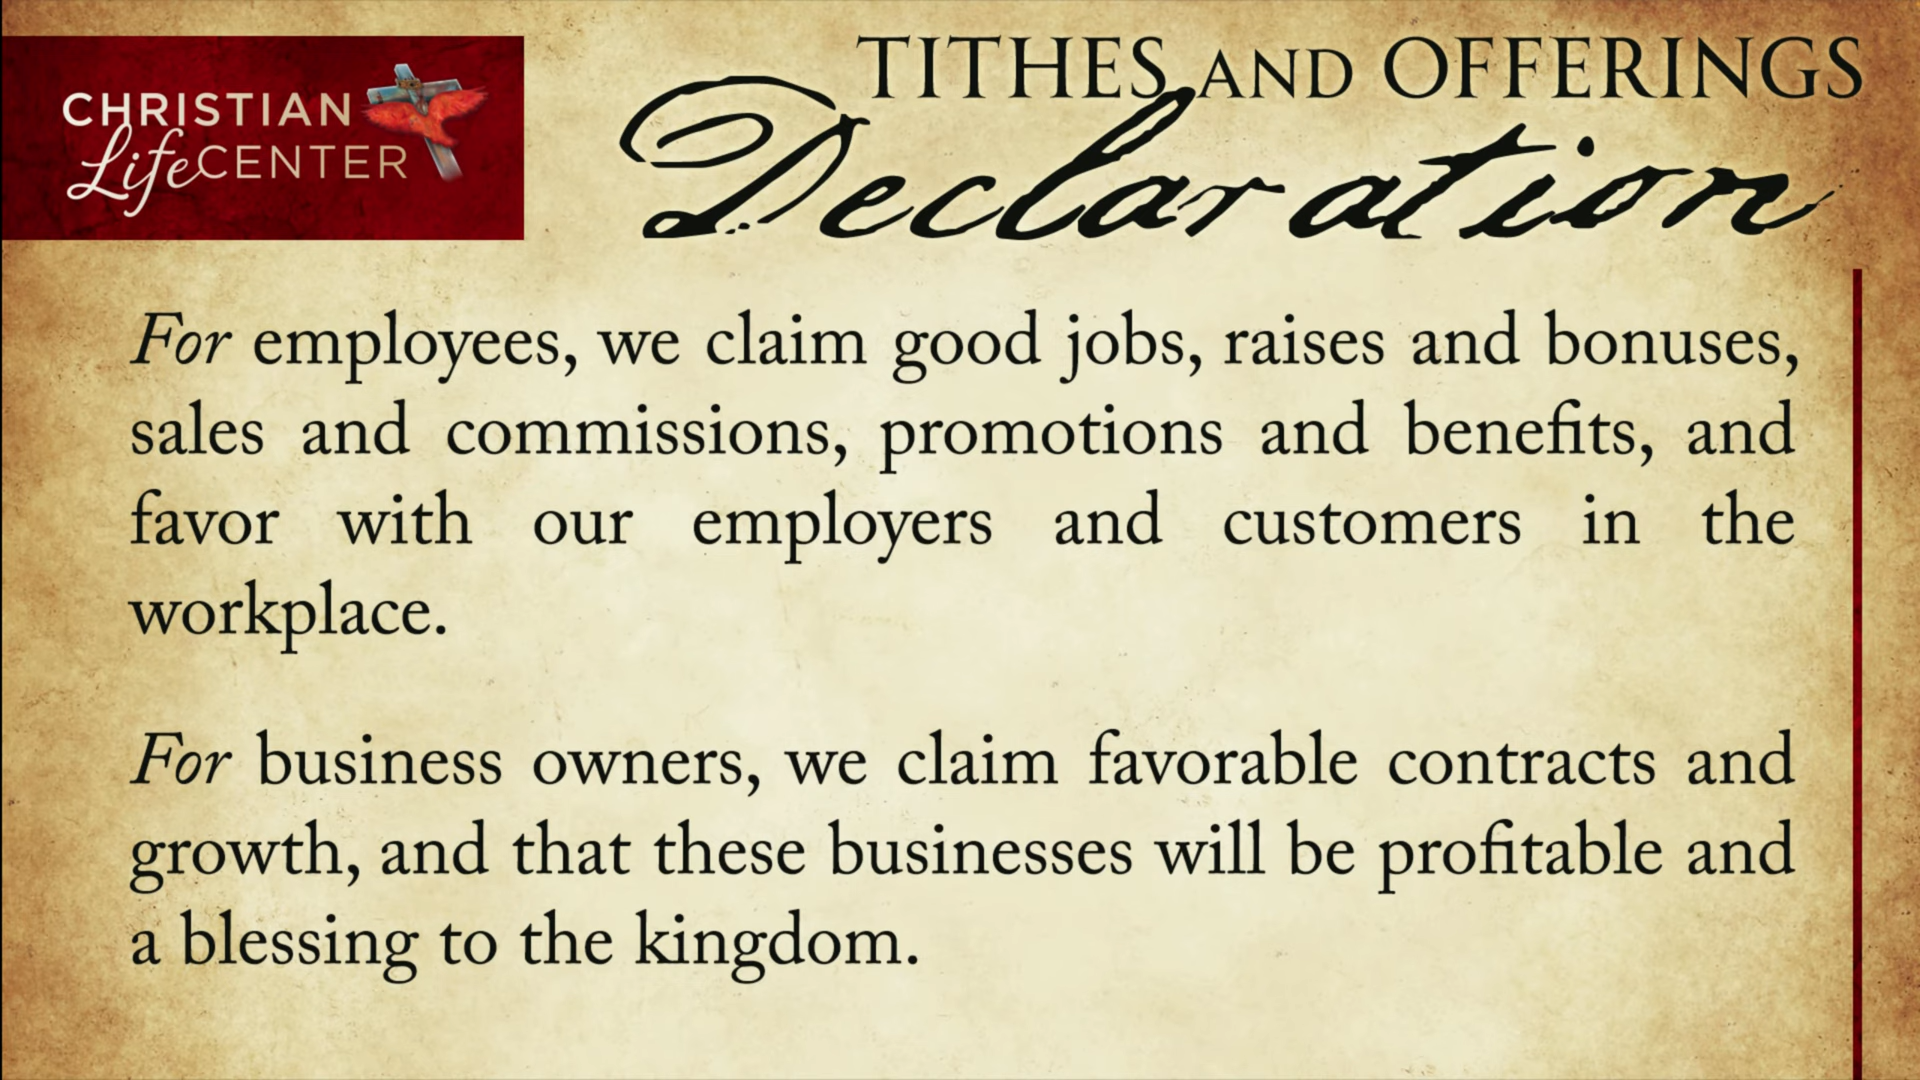 CHRISTIAN
Life CENTER
TITHES AND OFFERINGS
Declaration
For employees, we claim good jobs, raises and bonuses,
sales and commissions, promotions and benefits, and
favor with our employers and customers in the
workplace.
For business owners, we claim favorable contracts and
growth, and that these businesses will be profitable and
a blessing to the kingdom.